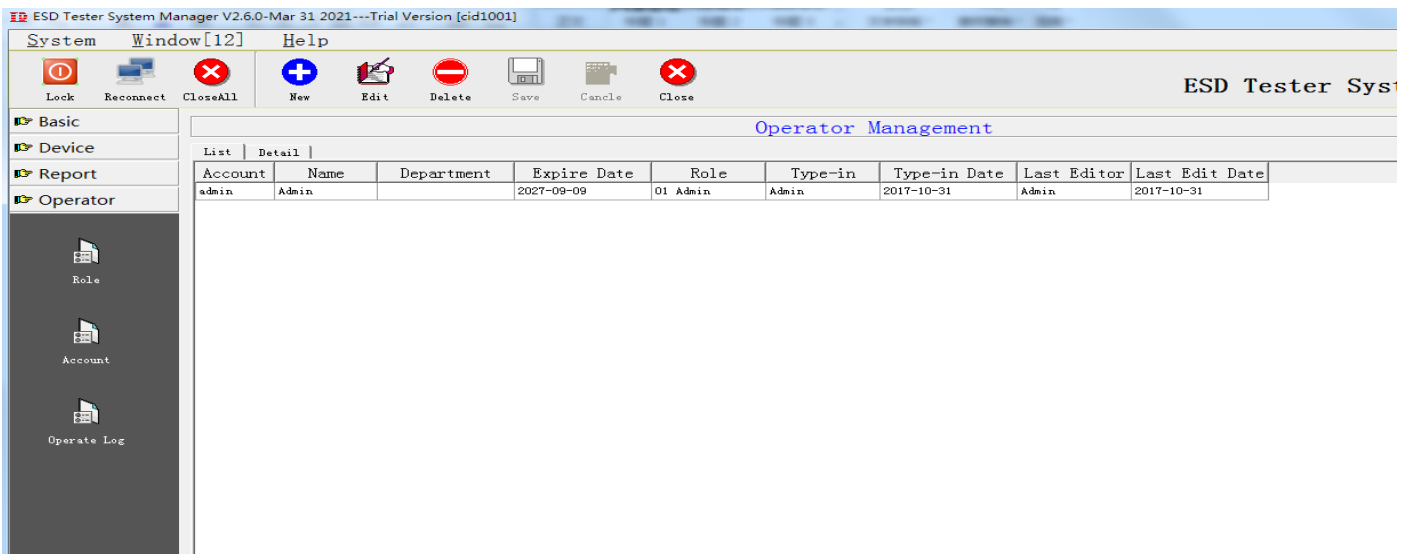 ESD Tester System Manager V2.6.0-Mar 31 2021---Trial Version [cid1001]
System Window[12] Help
Lock Reconnect CloseAll New Edit Delete Save Cancle Close
ESD Tester Syst
Basic
Device
Report
Operator
Role
Account
Operate Log
Operator Management
List Detail
Account Name Department Expire Date Role Type-in Type-in Date Last Editor Last Edit Date
admin Admin 2027-09-09 01 Admin Admin 2017-10-31 Admin 2017-10-31